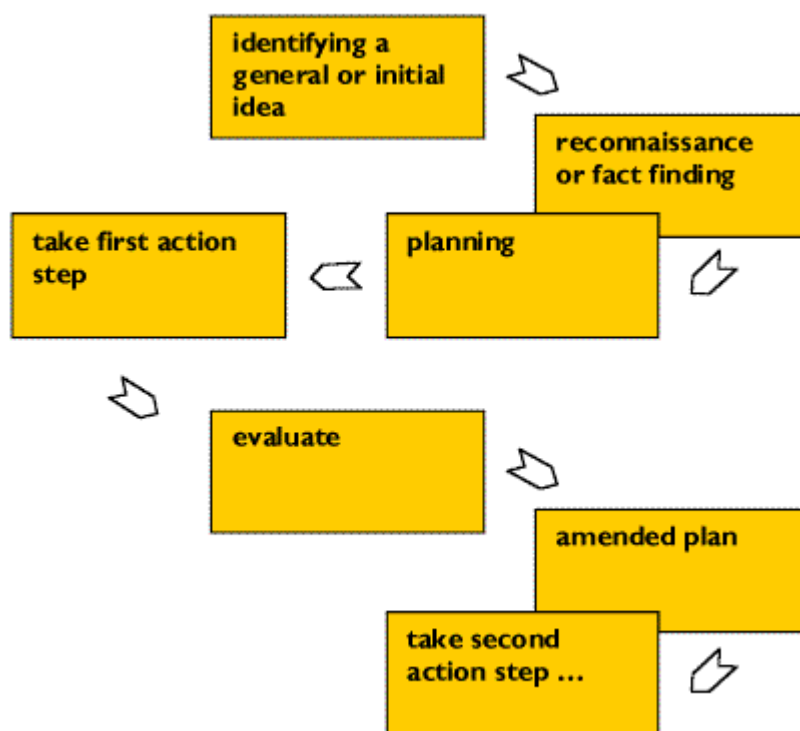 identifying a
general or initial
idea
reconnaissance
or fact finding
planning
take first action
step
evaluate
amended plan
take second
action step ...